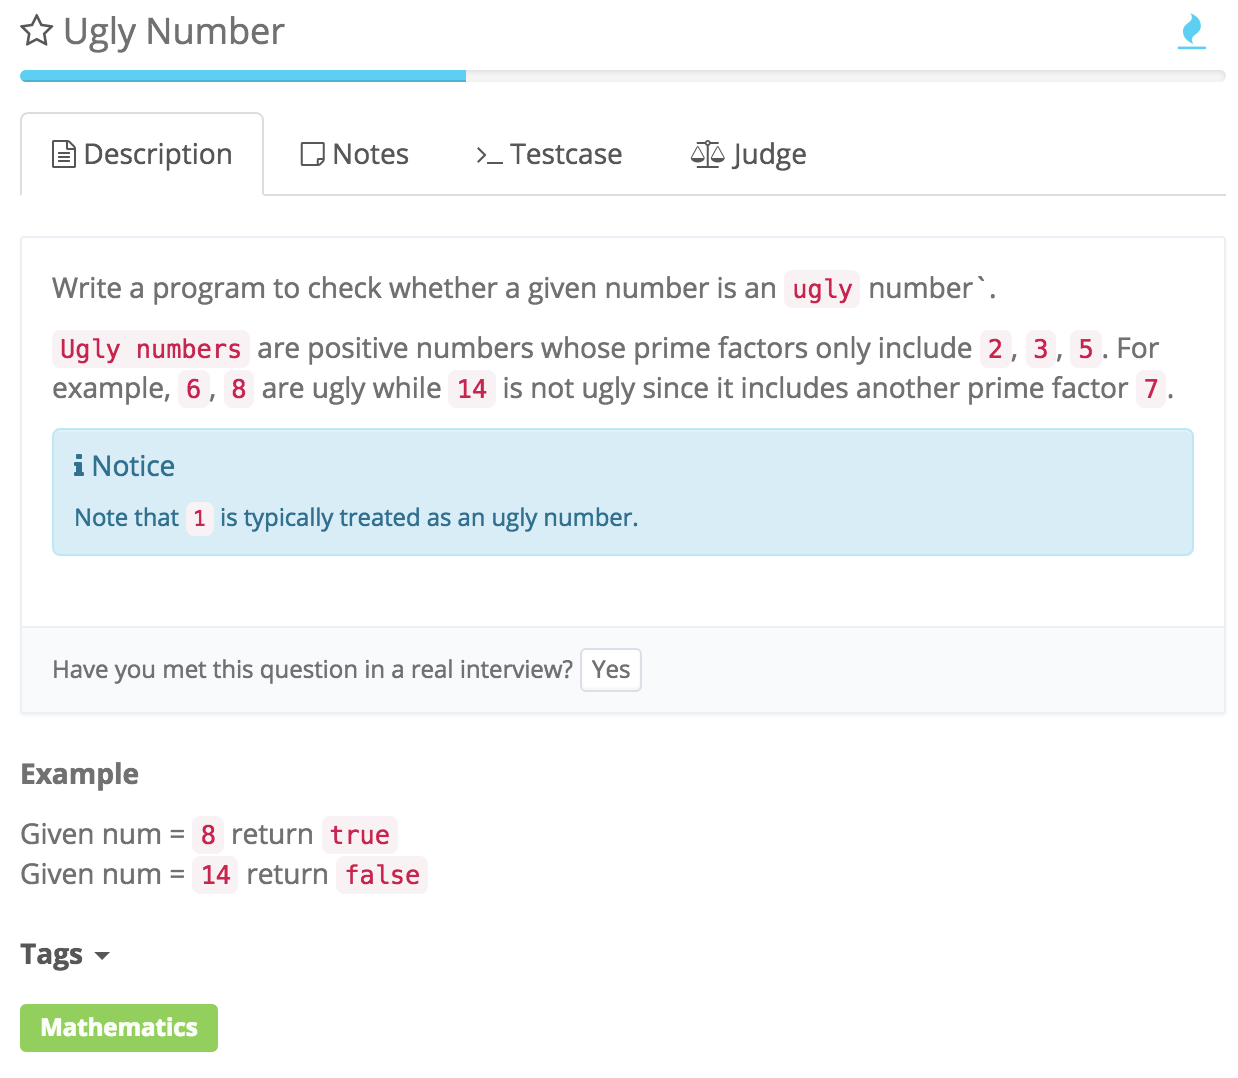 Ugly Number
Description Notes >_ Testcase Judge
Write a program to check whether a given number is an ugly number`.
Ugly numbers are positive numbers whose prime factors only include 2, 3, 5. For
example, 6, 8 are ugly while 14 is not ugly since it includes another prime factor 7.
i Notice
Note that 1 is typically treated as an ugly number.
Have you met this question in a real interview? Yes
Example
Given num = 8 return true
Given num = 14 return false
Tags
Mathematics